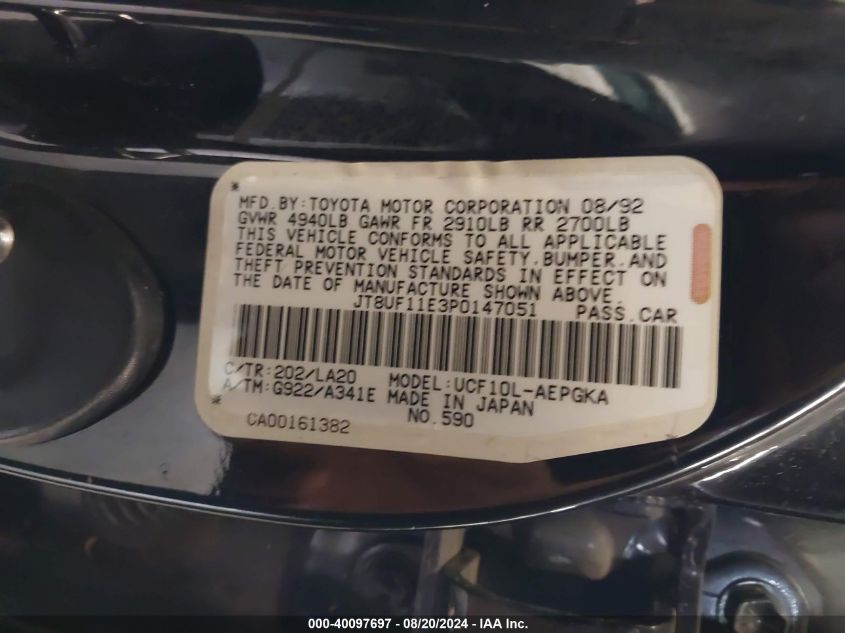 * *
MFD.BY:TOYOTA MOTOR CORPORATION 08/92
GVWR 4940LB GAWR FR 2910LB RR 2700LB
THIS VEHICLE CONFORMS TO ALL APPLICABLE
FEDERAL MOTOR VEHICLE SAFETY,BUMPER,AND
THEFT PREVENTION STANDARDS IN EFFECT ON
THE DATE OF MANUFACTURE SHOWN ABOVE.
JT8UF11E3P0147051 PASS.CAR
C/TR:202/LA20 MODEL:UCF10L-AEPGKA
A/TM:G922/A341E MADE IN JAPAN
* CA00161382 NO.590
000-40097697 - 08/20/2024 - IAA Inc.